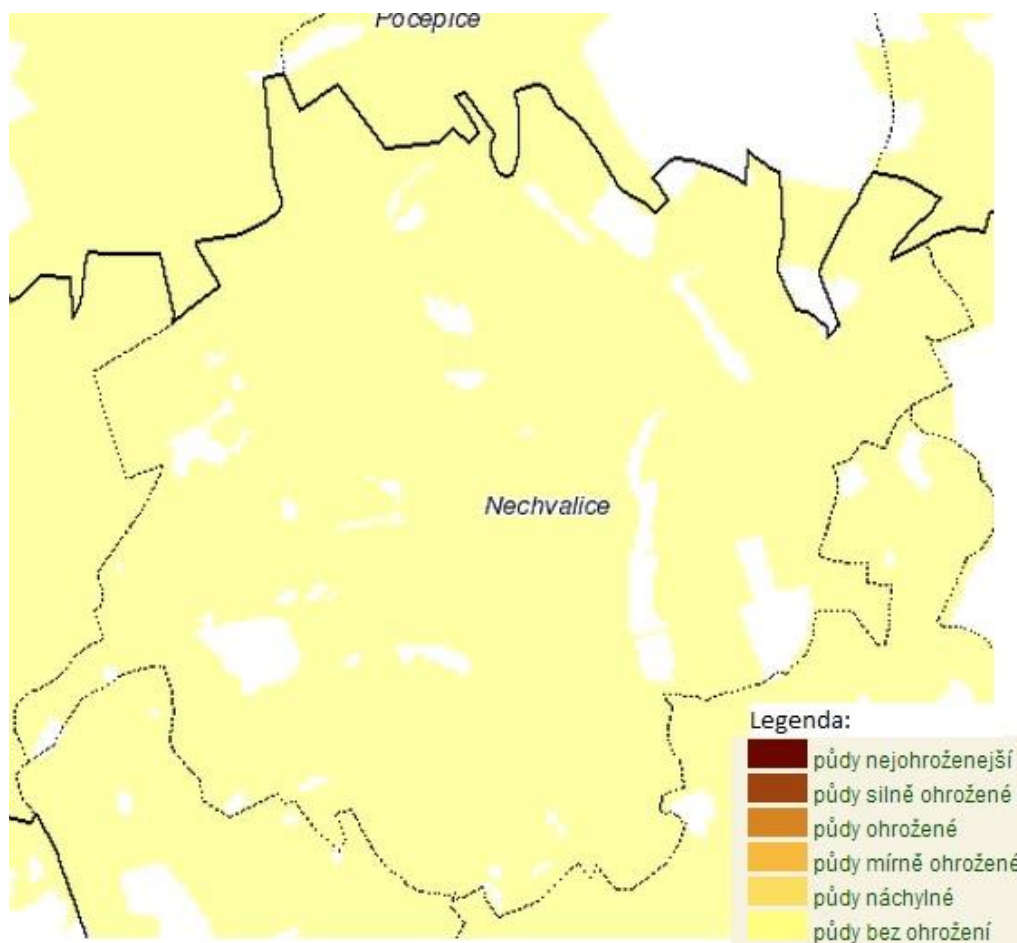 Počepice
Nechvalice
Legenda:
půdy nejohroženejší
půdy silně ohrožené
půdy ohrožené
půdy mírně ohrožené
půdy náchylné
půdy bez ohrožení